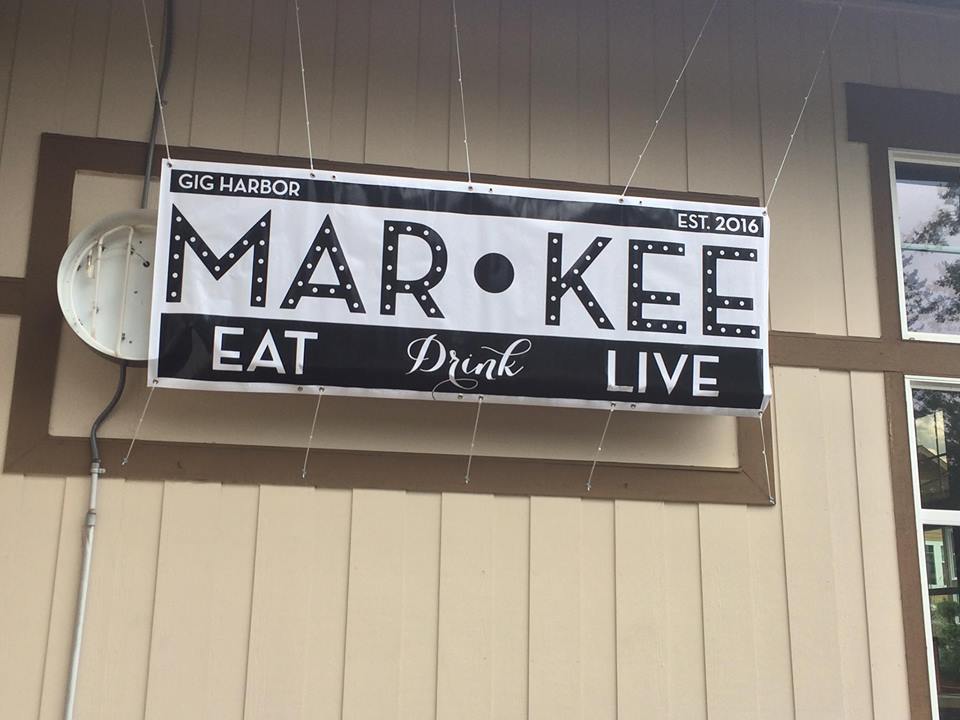 GIG HARBOR
EST. 2016
MAR•KEE
EAT Drink LIVE